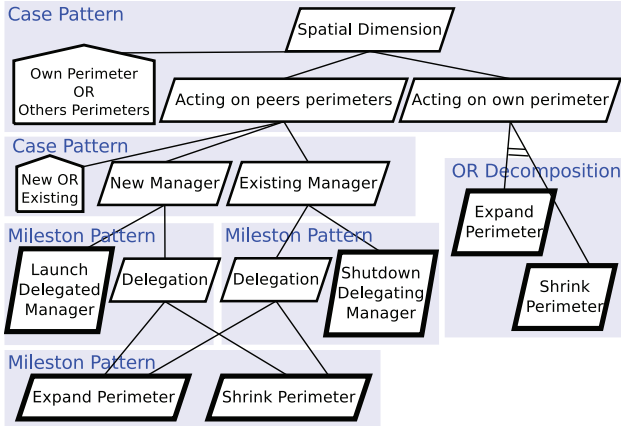 Case Pattern
Spatial Dimension
Own Perimeter
OR
Others Perimeters
Acting on peers perimeters
Acting on own perimeter
Case Pattern
New OR
Existing
New Manager
Existing Manager
OR Decomposition
Expand
Perimeter
Shrink
Perimeter
Mileston Pattern
Launch
Delegated
Manager
Delegation
Mileston Pattern
Delegation
Shutdown
Delegating
Manager
Mileston Pattern
Expand Perimeter
Shrink Perimeter